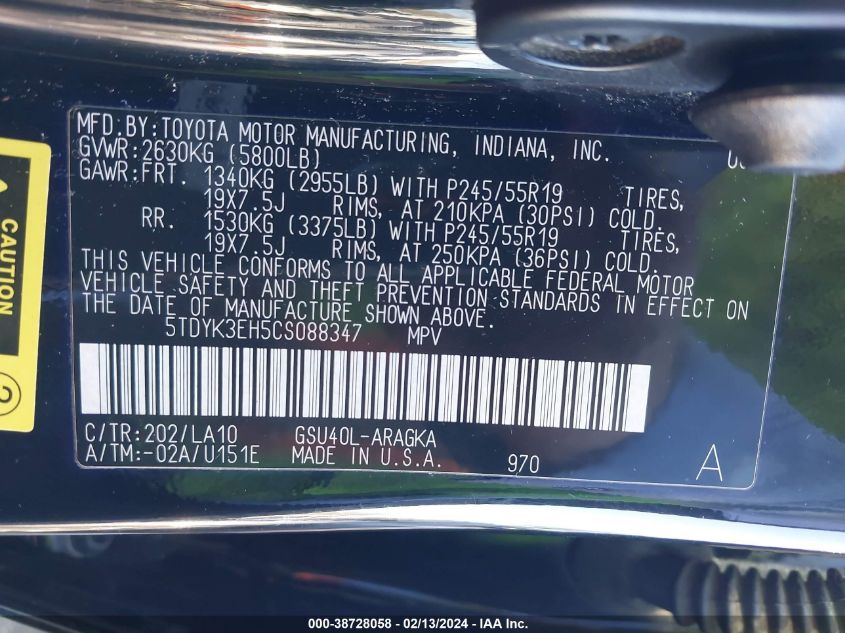 MFD.BY:TOYOTA MOTOR MANUFACTURING, INDIANA, INC.
GVWR:2630KG (5800LB)
GAWR:FRT. 1340KG (2955LB) WITH P245/55R19 TIRES,
19X7.5J RIMS, AT 210KPA (30PSI) COLD.
RR. 1530KG (3375LB) WITH P245/55R19 TIRES,
19X7.5J RIMS, AT 250KPA (36PSI) COLD.
THIS VEHICLE CONFORMS TO ALL APPLICABLE FEDERAL MOTOR
VEHICLE SAFETY AND THEFT PREVENTION STANDARDS IN EFFECT ON
THE DATE OF MANUFACTURE SHOWN ABOVE.
5TDYK3EH5CS088347 MPV
C/TR:202/LA10 GSU40L-ARAGKA
A/TM:-02A/U151E MADE IN U.S.A. 970 A
CAUTION
2
000-38728058 - 02/13/2024 - IAAI Inc.